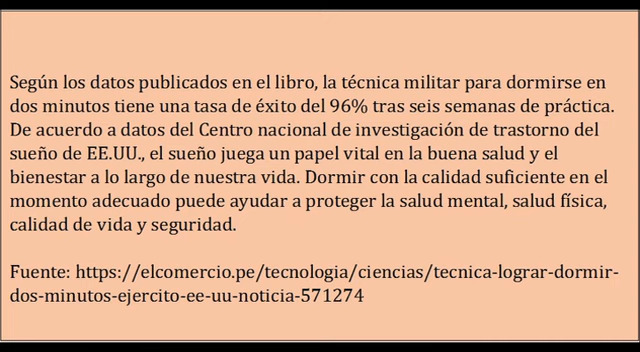 Según los datos publicados en el libro, la técnica militar para dormirse en
dos minutos tiene una tasa de éxito del 96% tras seis semanas de práctica.
De acuerdo a datos del Centro nacional de investigación de trastorno del
sueño de EE.UU., el sueño juega un papel vital en la buena salud y el
bienestar a lo largo de nuestra vida. Dormir con la calidad suficiente en el
momento adecuado puede ayudar a proteger la salud mental, salud física,
calidad de vida y seguridad.
Fuente: https://elcomercio.pe/tecnologia/ciencias/tecnica-lograr-dormir-
dos-minutos-ejercito-ee-uu-noticia-571274